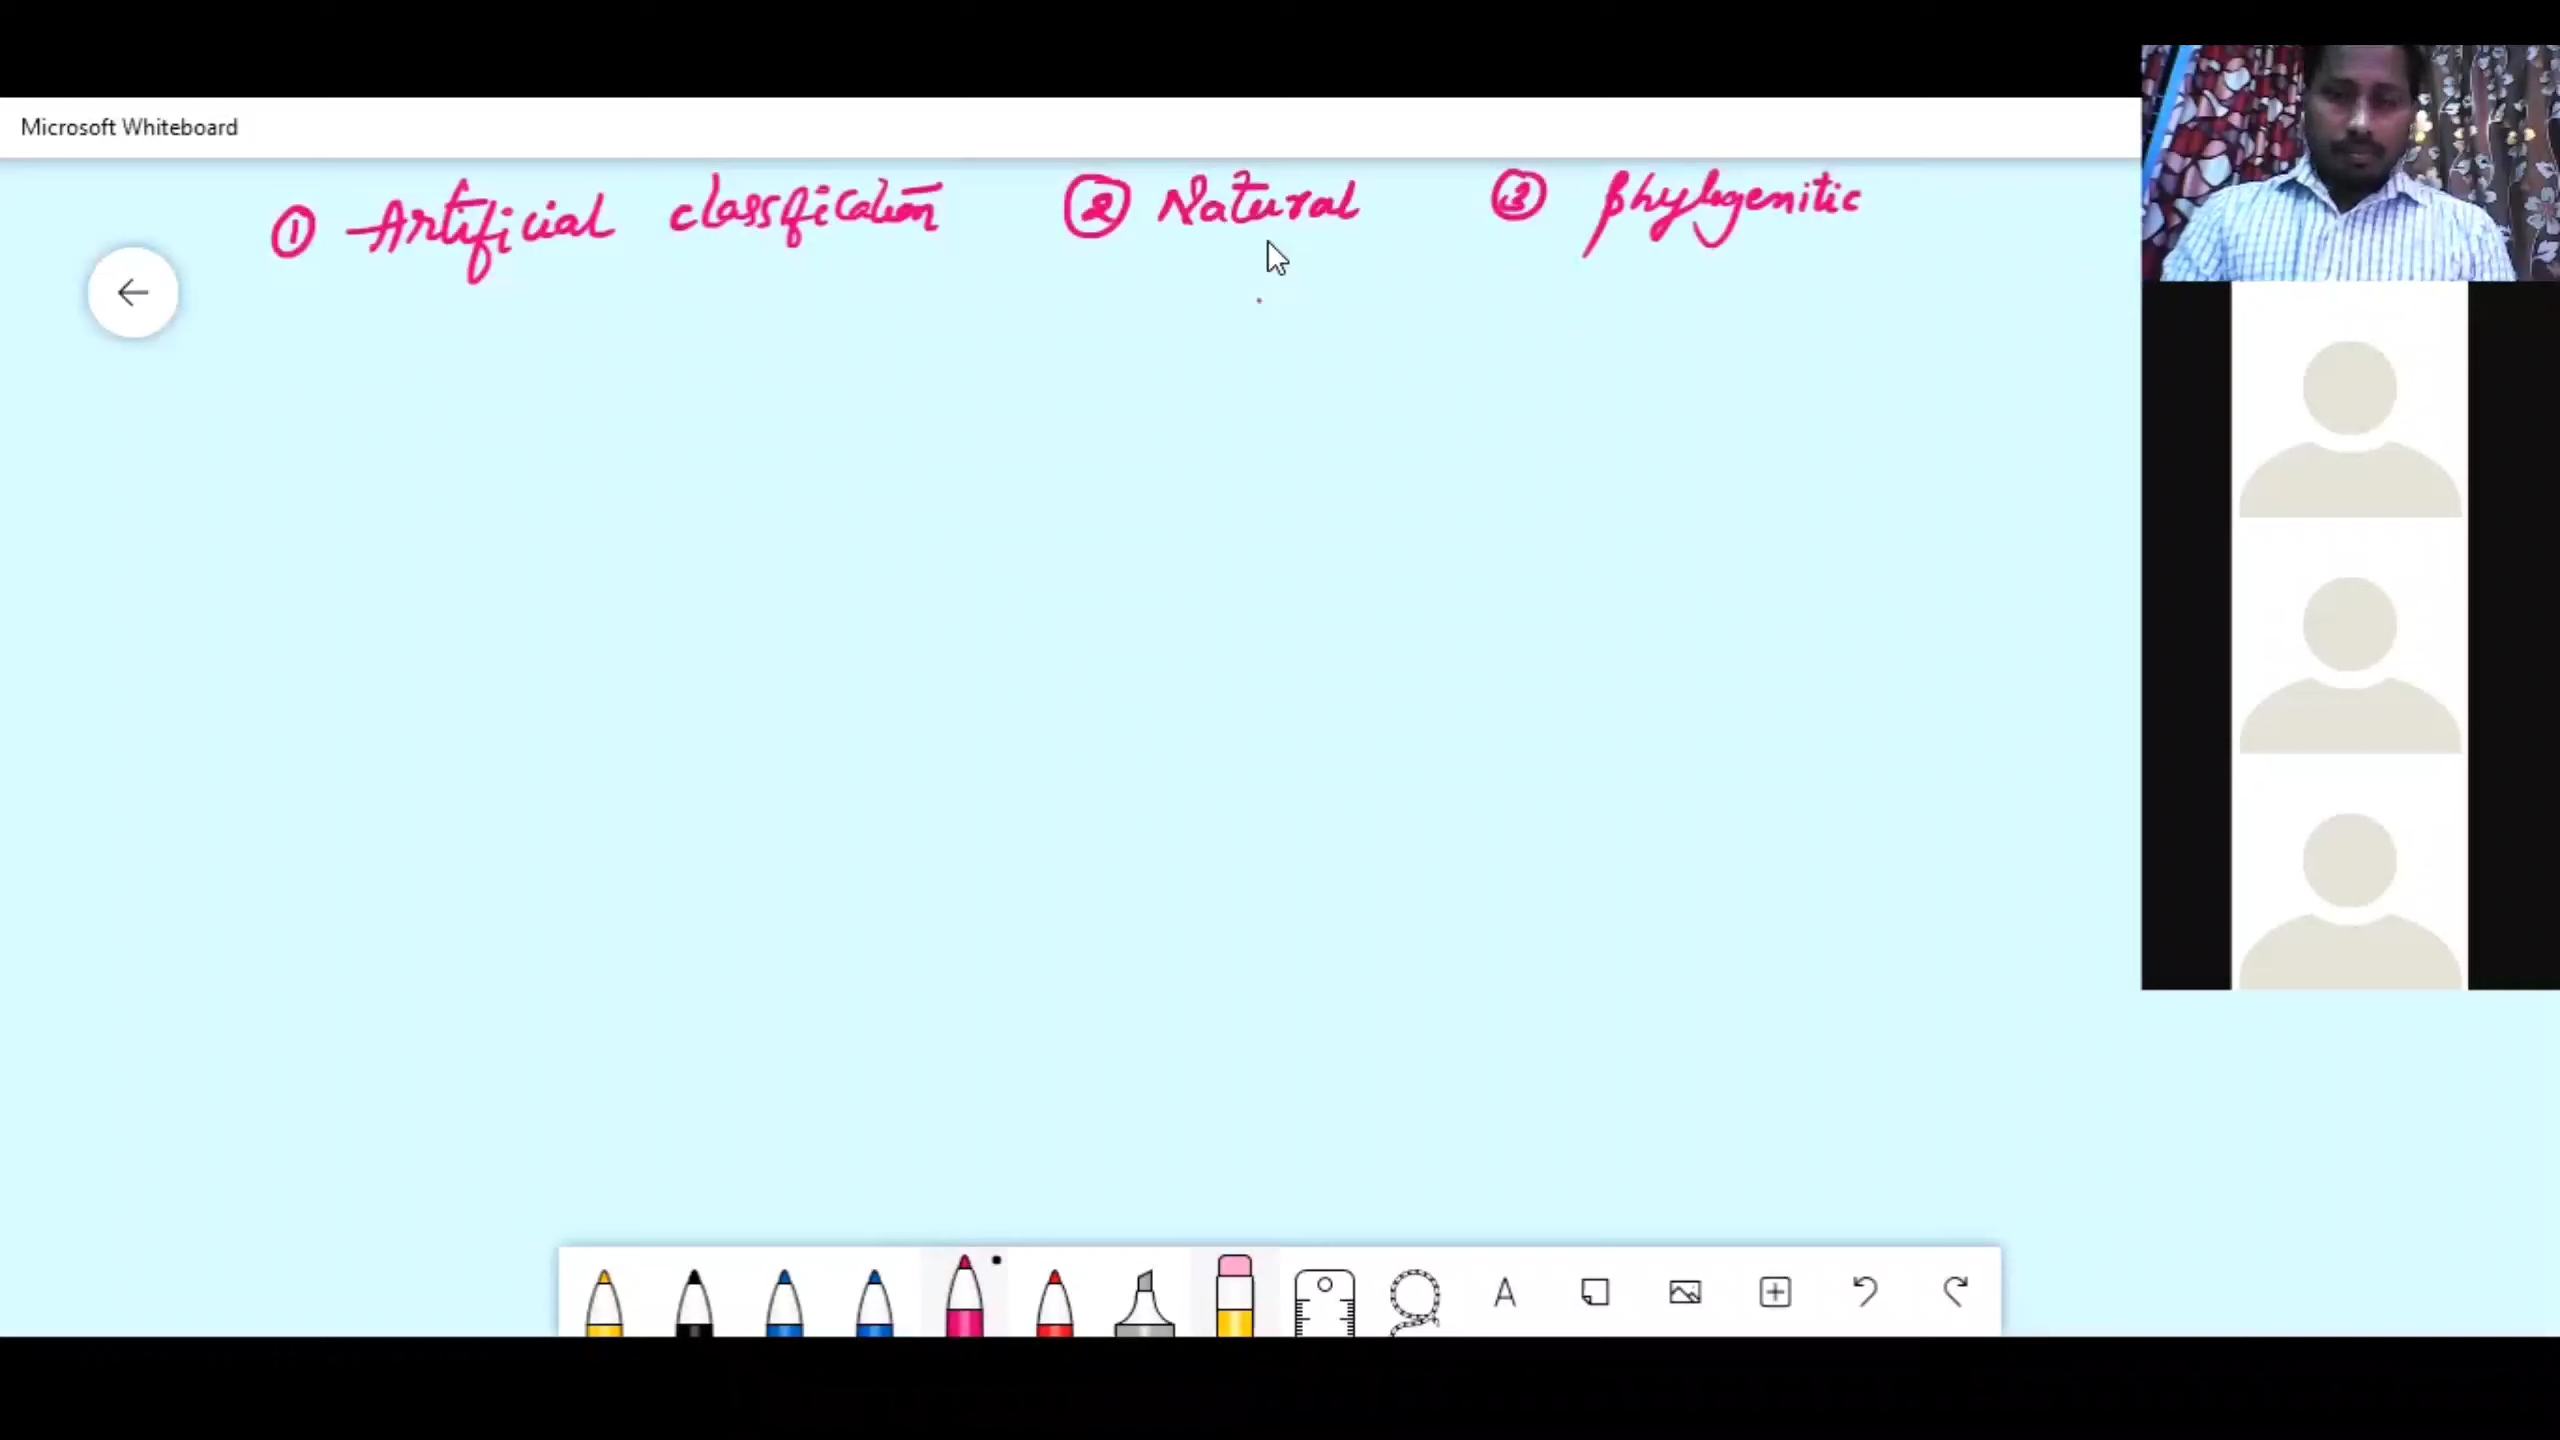 Microsoft Whiteboard
① Artificial classfication ② Natural ③ phylogenitic
A